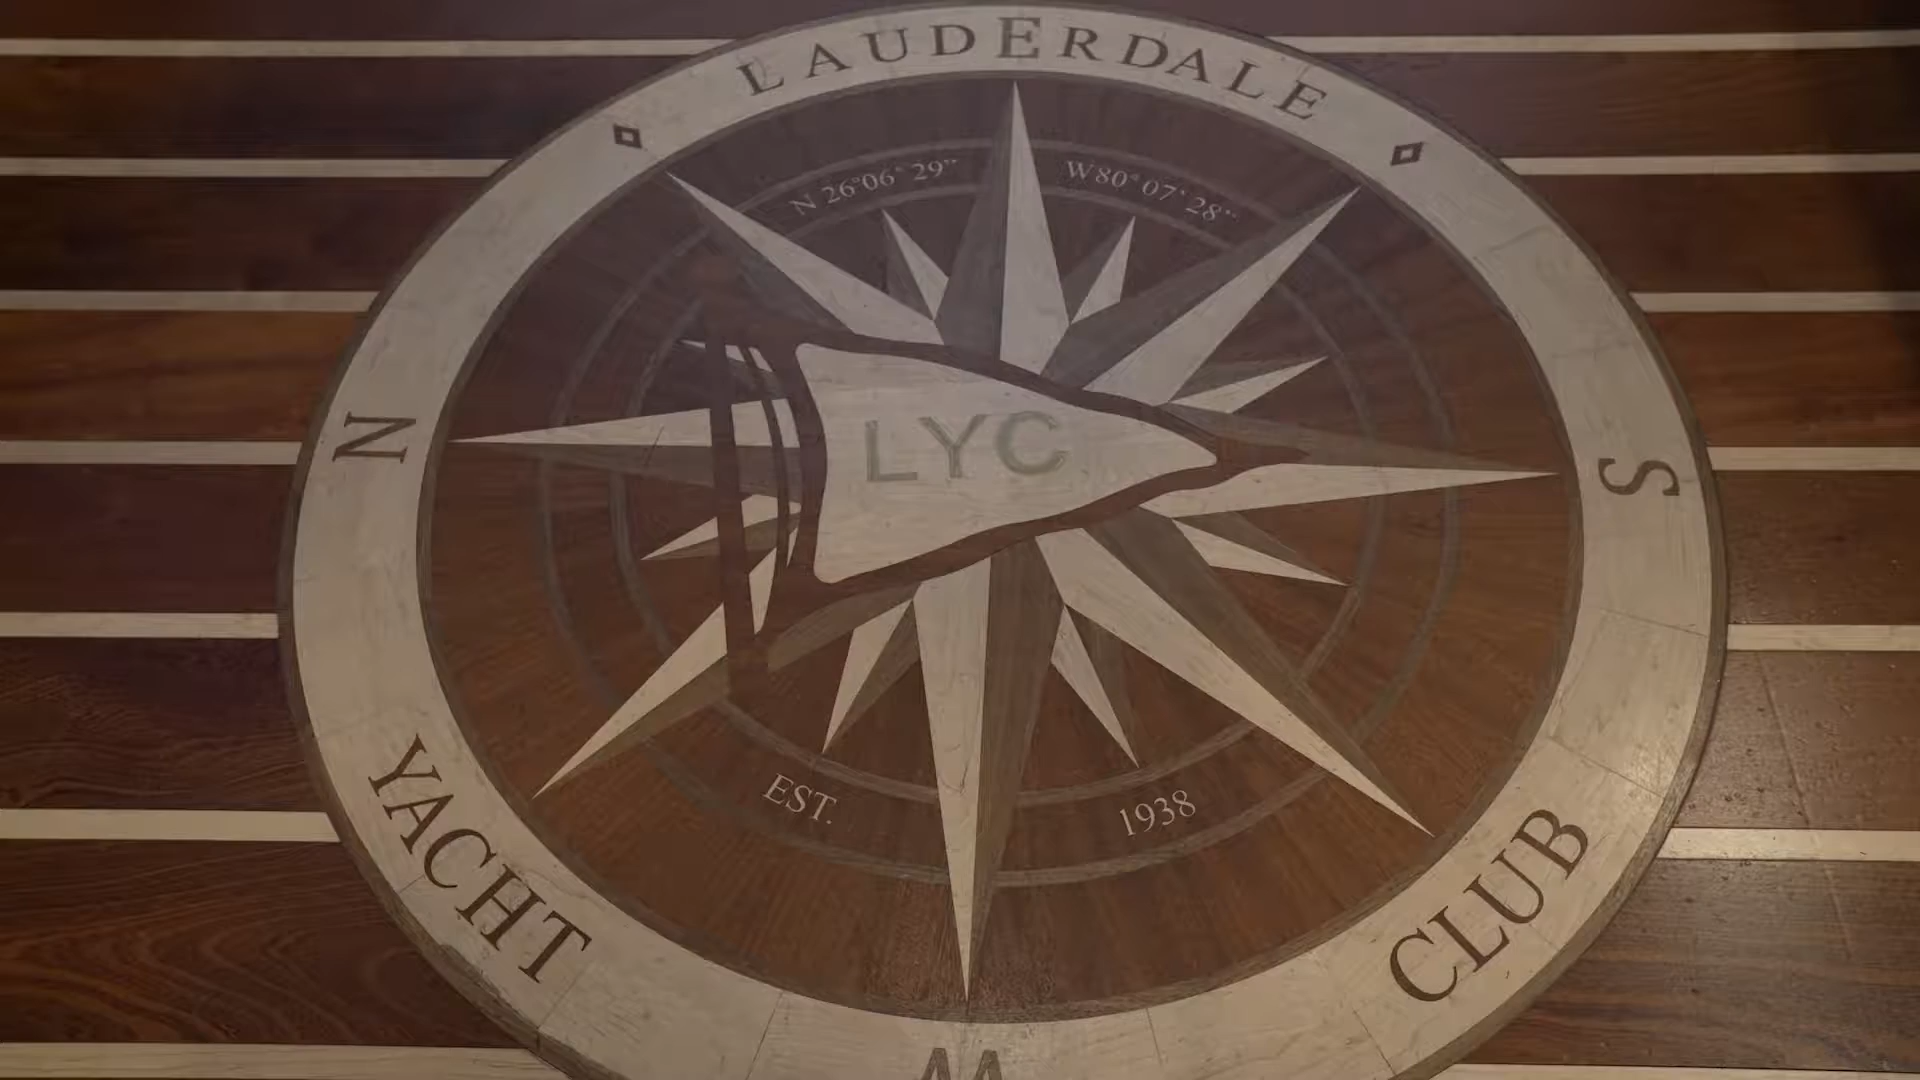 LAUDERDALE
N 26°06' 29"
W80°07' 28"
N
LYC
S
EST.
1938
YACHT
CLUB
W